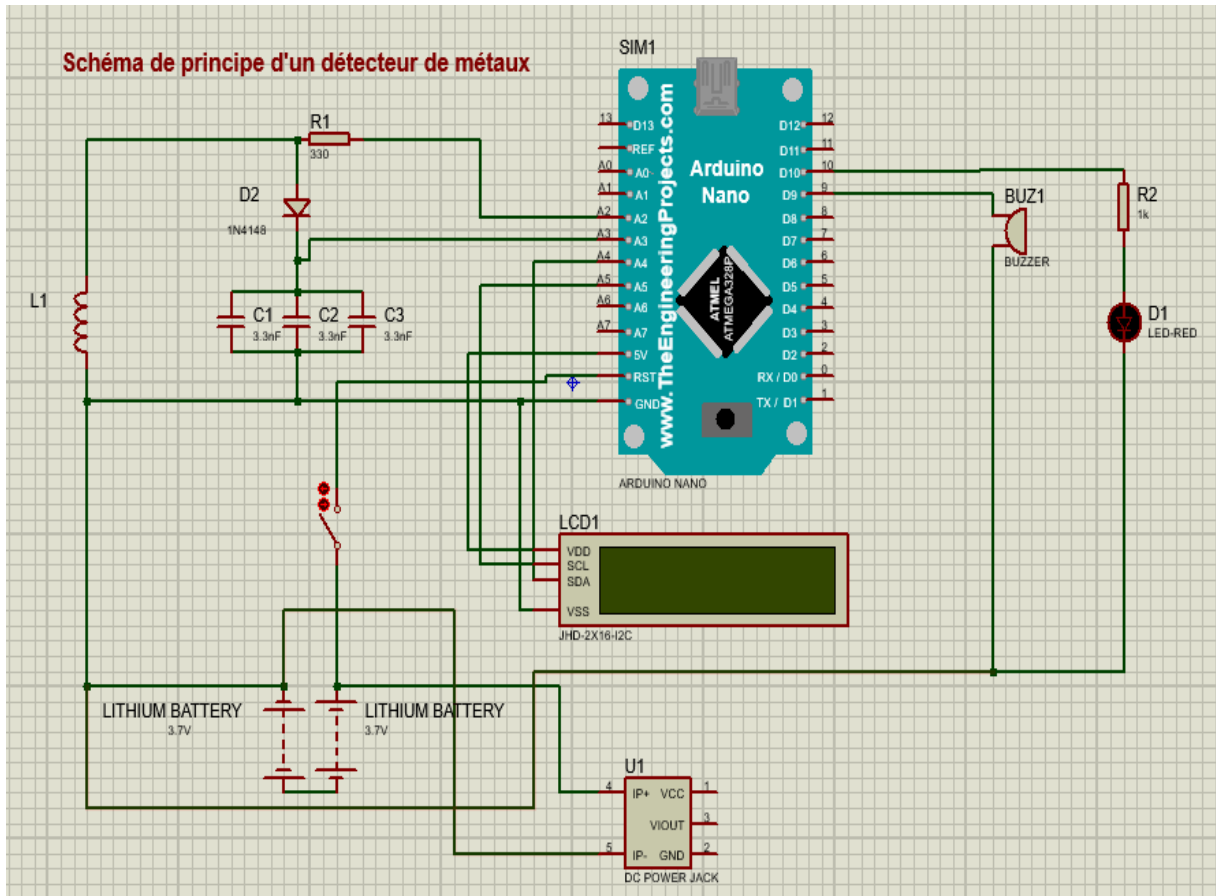 Schéma de principe d'un détecteur de métaux
SIM1
R1
330
D2
1N4148
L1
C1
3.3nF
C2
3.3nF
C3
3.3nF
www.TheEngineeringProjects.com
Arduino
Nano
ATMEL
ATMEGA328P
13 D13
REF
A0 A0
A1 A1
A2 A2
A3 A3
A4 A4
A5 A5
A6 A6
A7 A7
5V
RST
GND
D12 12
D11 11
D10 10
D9 9
D8 8
D7 7
D6 6
D5 5
D4 4
D3 3
D2 2
RX / D0 0
TX / D1 1
ARDUINO NANO
BUZ1
BUZZER
R2
1k
D1
LED-RED
LCD1
VDD
SCL
SDA
VSS
JHD-2X16-I2C
LITHIUM BATTERY
3.7V
LITHIUM BATTERY
3.7V
U1
4 IP+ VCC 1
VIOUT 3
5 IP- GND 2
DC POWER JACK